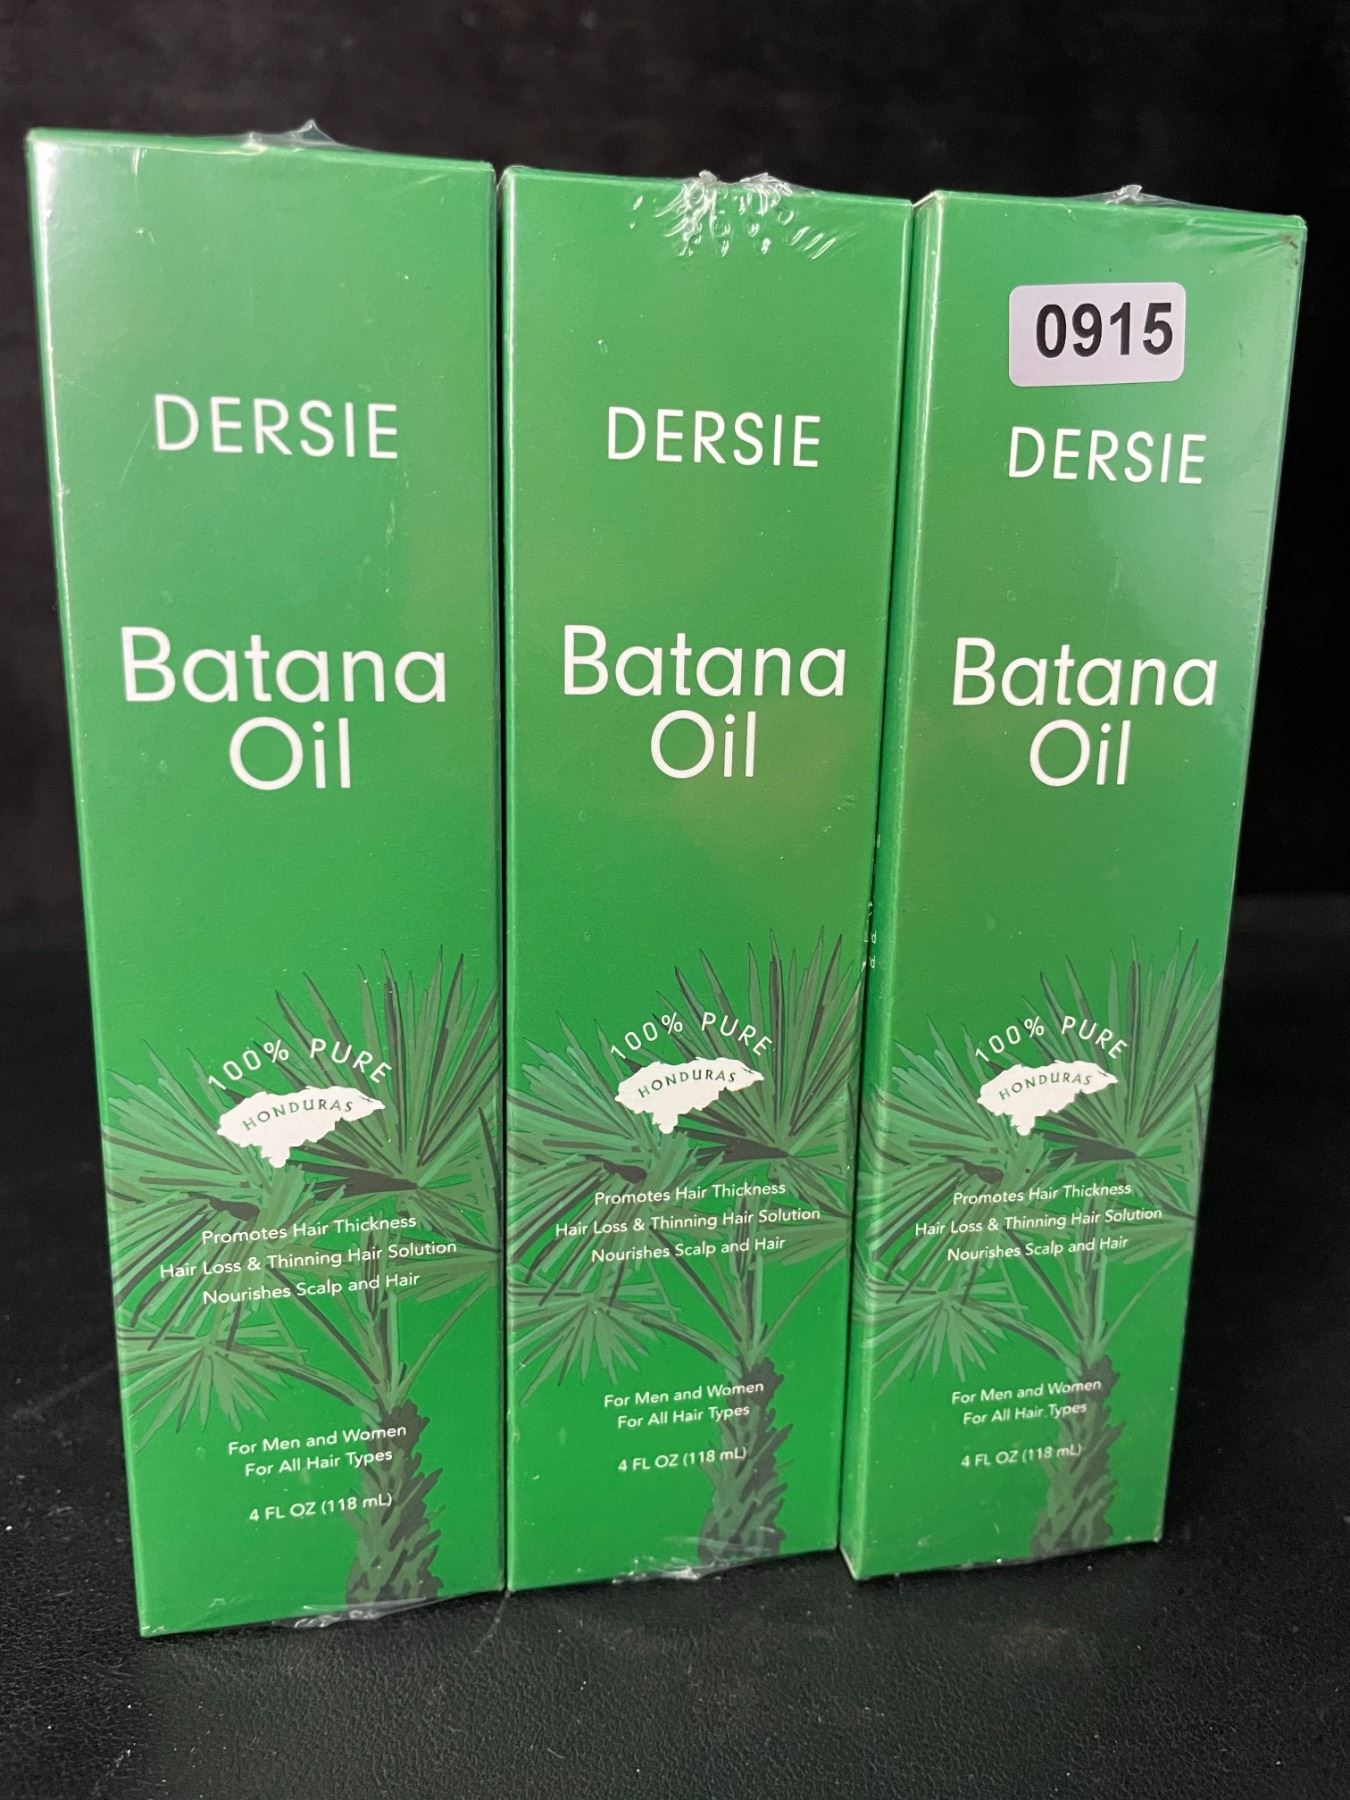 DERSIE
Batana
Oil
100% PURE
HONDURAS
Promotes Hair Thickness
Hair Loss & Thinning Hair Solution
Nourishes Scalp and Hair
For Men and Women
For All Hair Types
4 FL OZ (118 mL)
DERSIE
Batana
Oil
100% PURE
HONDURAS
Promotes Hair Thickness
Hair Loss & Thinning Hair Solution
Nourishes Scalp and Hair
For Men and Women
For All Hair Types
4 FL OZ (118 mL)
0915
DERSIE
Batana
Oil
100% PURE
HONDURAS
Promotes Hair Thickness
Hair Loss & Thinning Hair Solution
Nourishes Scalp and Hair
For Men and Women
For All Hair Types
4 FL OZ (118 mL)